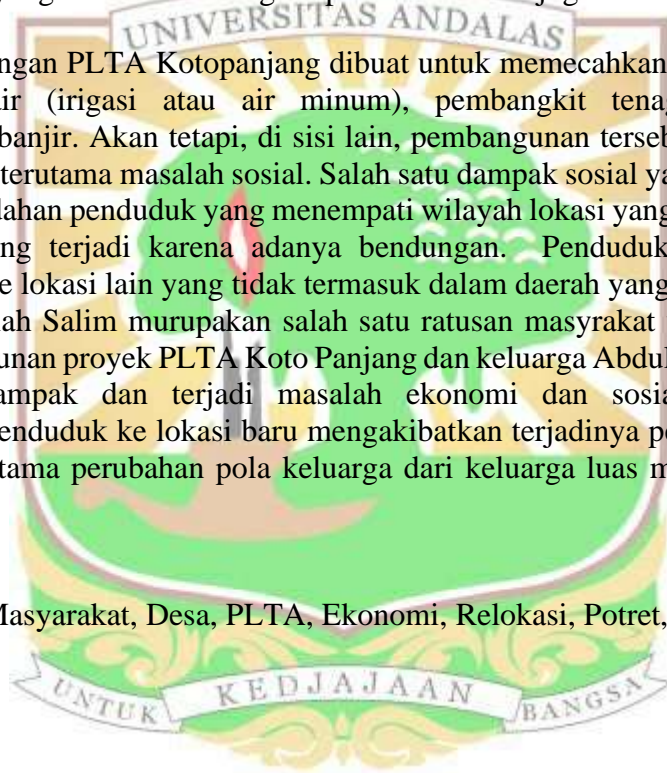 UNIVERSITAS ANDALAS
ngan PLTA Kotopanjang dibuat untuk memecahkan
ir (irigasi atau air minum), pembangkit tenag
banjir. Akan tetapi, di sisi lain, pembangunan terseb
terutama masalah sosial. Salah satu dampak sosial ya
dahan penduduk yang menempati wilayah lokasi yang
ng terjadi karena adanya bendungan. Penduduk
e lokasi lain yang tidak termasuk dalam daerah yang
lah Salim murupakan salah satu ratusan masyrakat
unan proyek PLTA Koto Panjang dan keluarga Abdul
ampak dan terjadi masalah ekonomi dan sosia
enduduk ke lokasi baru mengakibatkan terjadinya pe
tama perubahan pola keluarga dari keluarga luas m
Masyarakat, Desa, PLTA, Ekonomi, Relokasi, Potret,
UNTUK KEDJAJAAN BANGSA